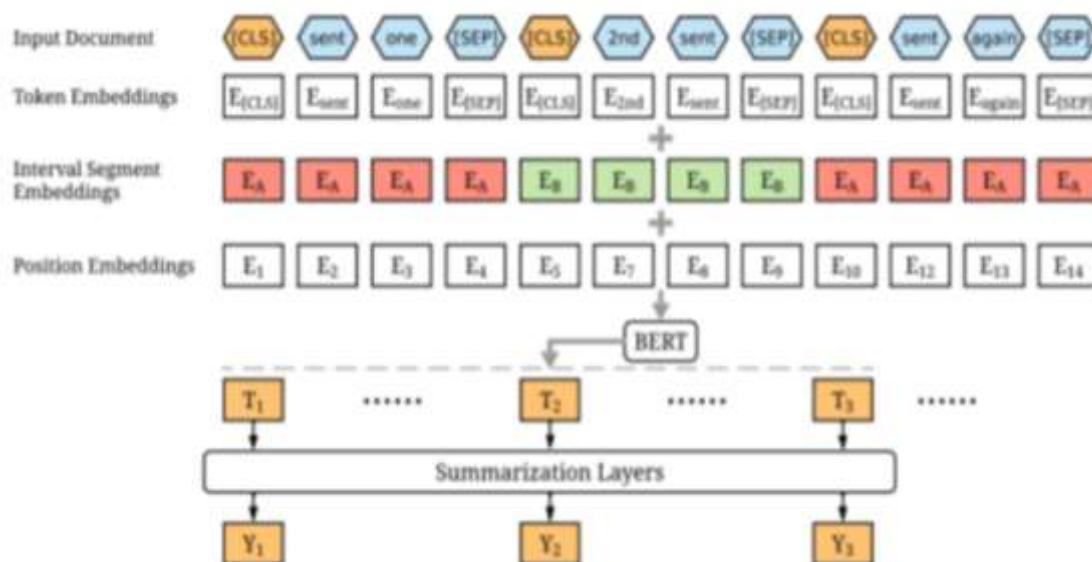 Input Document [CLS] sent one [SEP] [CLS] 2nd sent [SEP] [CLS] sent again [SEP]
Token Embeddings E[CLS] Esent Eone E[SEP] E[CLS] E2nd Esent E[SEP] E[CLS] Esent Eagain E[SEP]
+
Interval Segment
Embeddings EA EA EA EA EB EB EB EB EA EA EA EA
+
Position Embeddings E1 E2 E3 E4 E5 E7 E8 E9 E10 E12 E13 E14
BERT
T1 ...... T2 ...... T3 ......
Summarization Layers
Y1 Y2 Y3